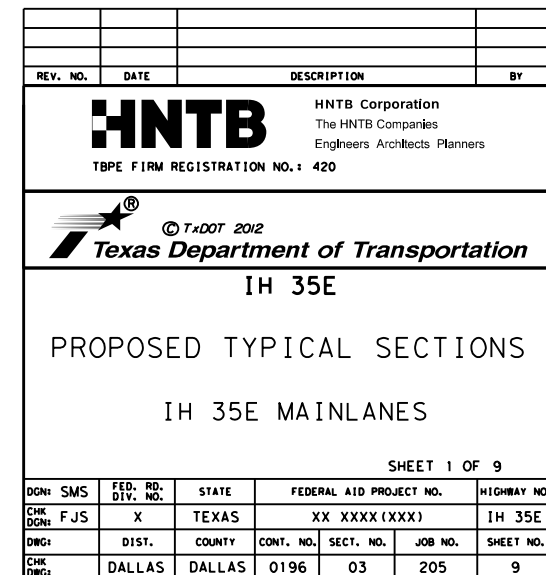 REV. NO. DATE DESCRIPTION BY
HNTB
HNTB Corporation
The HNTB Companies
Engineers Architects Planners
TBPE FIRM REGISTRATION NO.: 420
® © TxDOT 2012
Texas Department of Transportation
IH 35E
PROPOSED TYPICAL SECTIONS
IH 35E MAINLANES
SHEET 1 OF 9
DGN: SMS FED. RD. DIV. NO. STATE FEDERAL AID PROJECT NO. HIGHWAY NO
CHK DGN: FJS X TEXAS XX XXXX(XXX) IH 35E
DWG: DIST. COUNTY CONT. NO. SECT. NO. JOB NO. SHEET NO.
CHK DWG: DALLAS DALLAS 0196 03 205 9